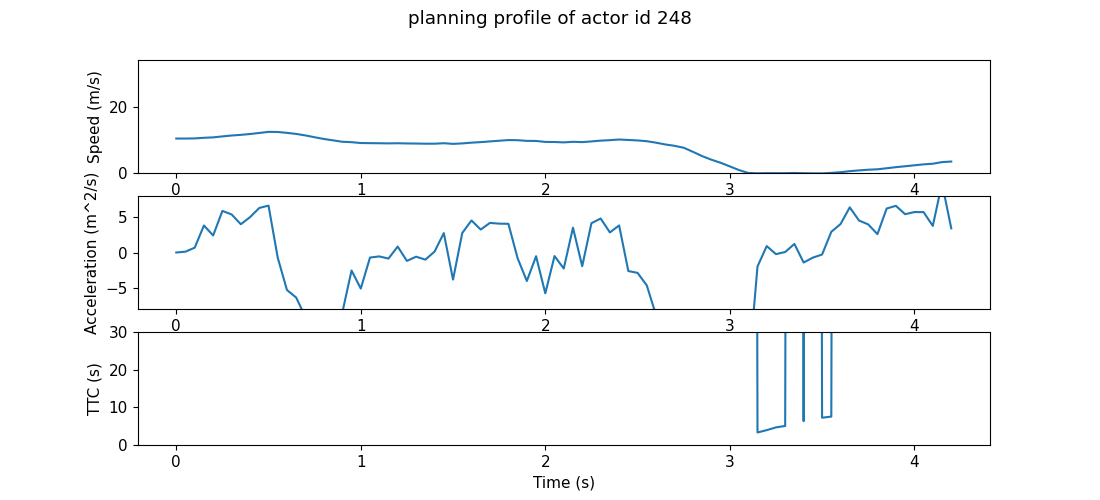 planning profile of actor id 248
Speed (m/s)
20
0
0 1 2 3 4
Acceleration (m^2/s)
5
0
−5
0 1 2 3 4
TTC (s)
30
20
10
0
0 1 2 3 4
Time (s)